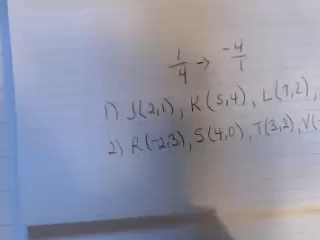 1/4 → -4/1
1) J(2,1), K(5,4), L(7,2),
2) R(-2,3), S(4,0), T(3,2), V(-